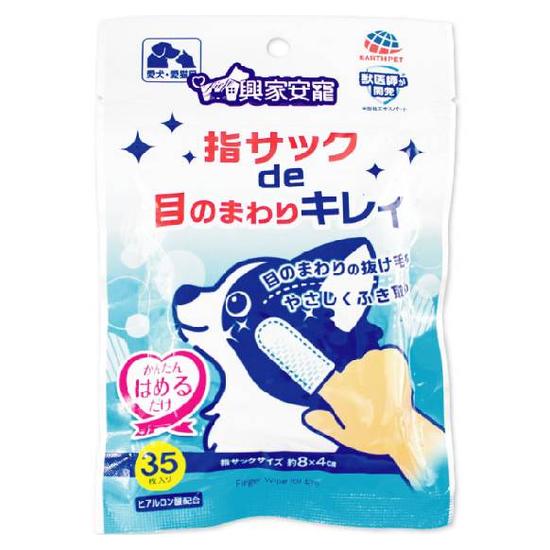 愛犬・愛猫用
興家安寵
EARTHPET
獣医師が
開発
指サック
de
目のまわりキレイ
目のまわりの抜け毛も
やさしくふき取り
かんたん
はめる
だけ
35
枚入り
指サックサイズ 約8×4cm
Finger Wipe for Eye
ヒアルロン酸配合